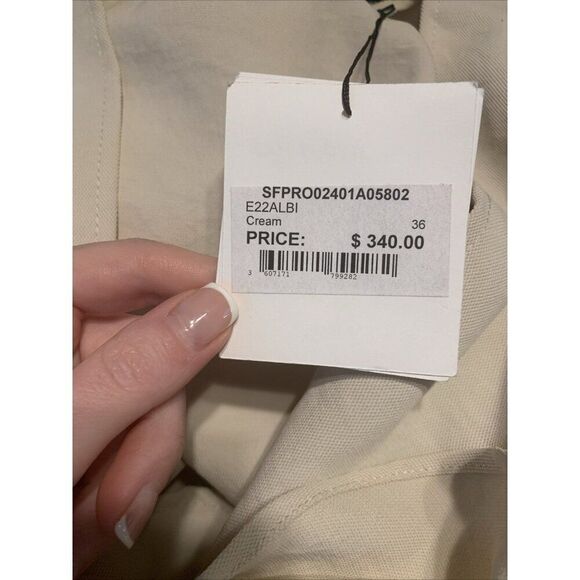 SFPRO02401A05802
E22ALBI
Cream 36
PRICE: $ 340.00
3 607171 799282